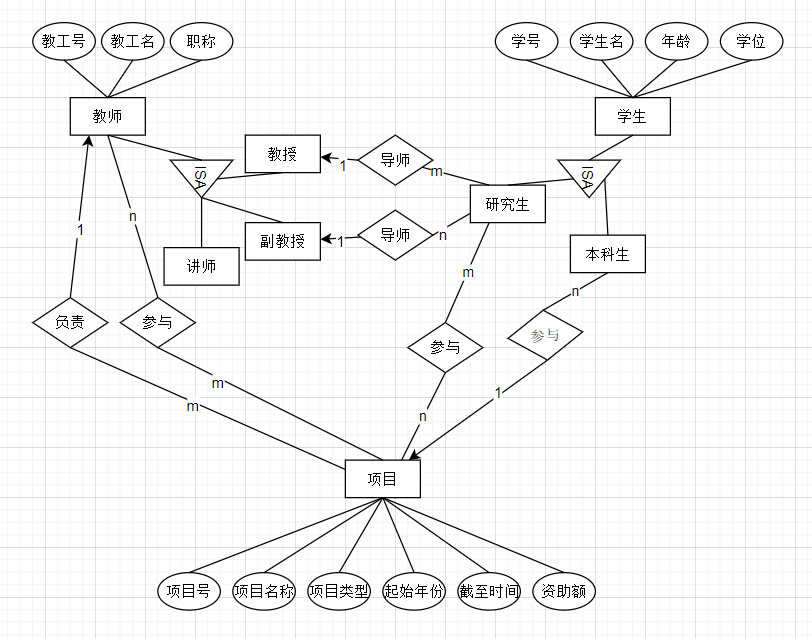 教工号
教工名
职称
学号
学生名
年龄
学位
教师
学生
教授
1
导师
m
ISA
ISA
研究生
副教授
1
导师
n
讲师
本科生
n
1
m
n
负责
参与
参与
参与
m
m
n
1
项目
项目号
项目名称
项目类型
起始年份
截至时间
资助额